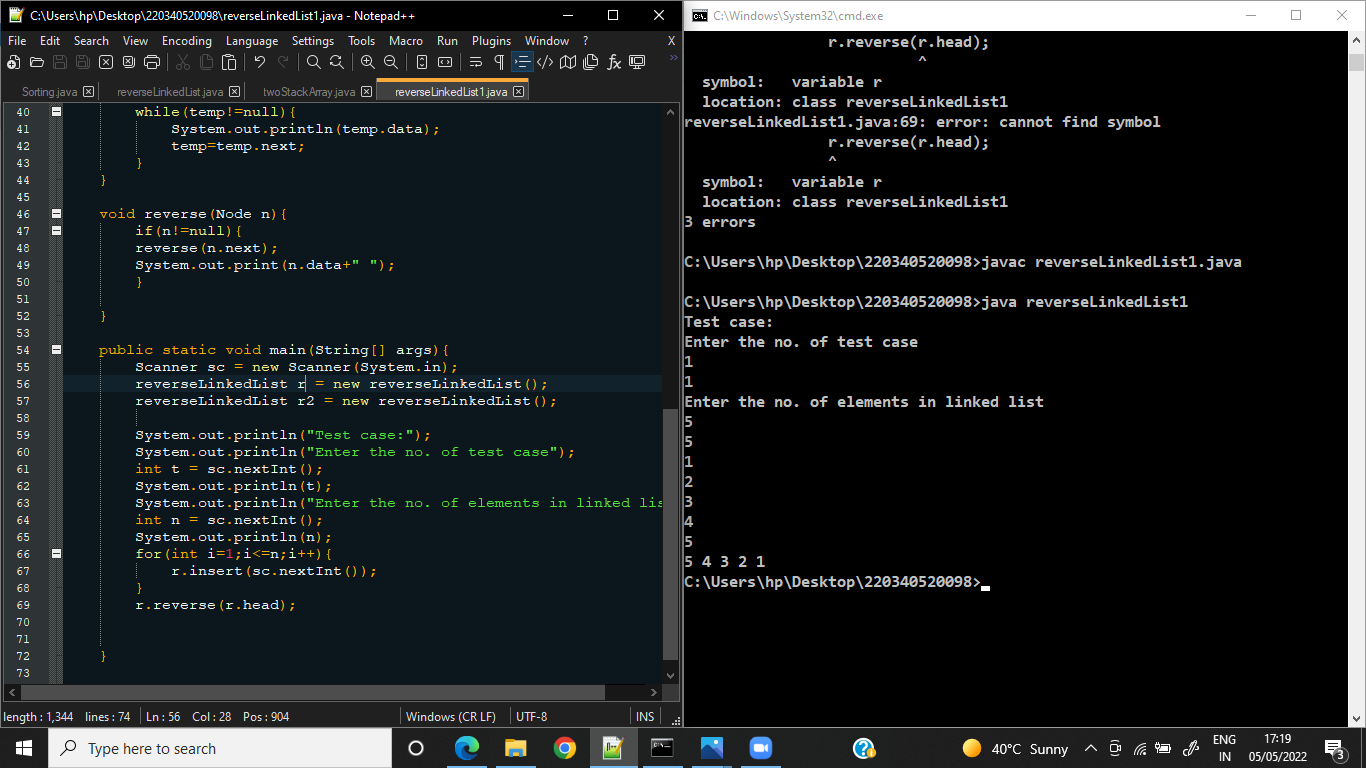 C:\Users\hp\Desktop\220340520098\reverseLinkedList1.java - Notepad++
File Edit Search View Encoding Language Settings Tools Macro Run Plugins Window ? X
Sorting.java reverseLinkedList.java twoStackArray.java reverseLinkedList1.java
40 while(temp!=null){
41 System.out.println(temp.data);
42 temp=temp.next;
43 }
44 }
45
46 void reverse(Node n){
47 if(n!=null){
48 reverse(n.next);
49 System.out.print(n.data+" ");
50 }
51
52 }
53
54 public static void main(String[] args){
55 Scanner sc = new Scanner(System.in);
56 reverseLinkedList r = new reverseLinkedList();
57 reverseLinkedList r2 = new reverseLinkedList();
58
59 System.out.println("Test case:");
60 System.out.println("Enter the no. of test case");
61 int t = sc.nextInt();
62 System.out.println(t);
63 System.out.println("Enter the no. of elements in linked lis
64 int n = sc.nextInt();
65 System.out.println(n);
66 for(int i=1;i<=n;i++){
67 r.insert(sc.nextInt());
68 }
69 r.reverse(r.head);
70
71
72 }
73
length : 1,344 lines : 74 Ln : 56 Col : 28 Pos : 904 Windows (CR LF) UTF-8 INS
C:\Windows\System32\cmd.exe
r.reverse(r.head);
^
symbol: variable r
location: class reverseLinkedList1
reverseLinkedList1.java:69: error: cannot find symbol
r.reverse(r.head);
^
symbol: variable r
location: class reverseLinkedList1
3 errors
C:\Users\hp\Desktop\220340520098>javac reverseLinkedList1.java
C:\Users\hp\Desktop\220340520098>java reverseLinkedList1
Test case:
Enter the no. of test case
1
1
Enter the no. of elements in linked list
5
5
1
2
3
4
5
5 4 3 2 1
C:\Users\hp\Desktop\220340520098>
Type here to search
40°C Sunny
ENG
IN
17:19
05/05/2022
3